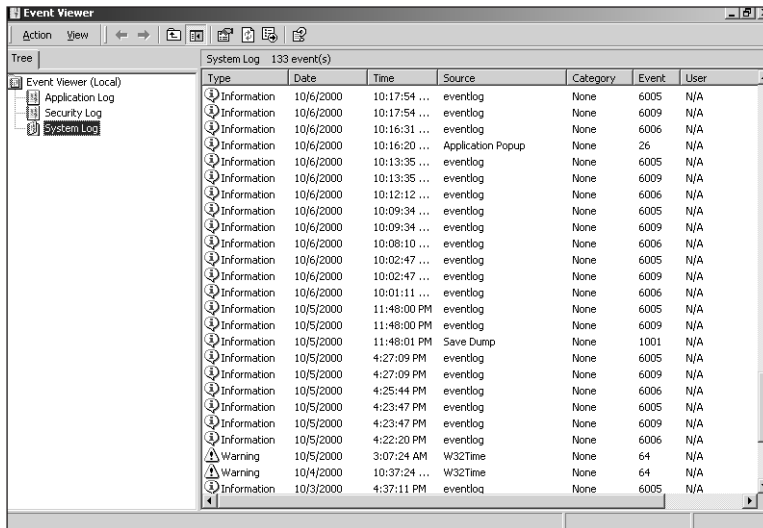 Event Viewer
Action View
Tree
System Log 133 event(s)
Event Viewer (Local)
Application Log
Security Log
System Log
Type Date Time Source Category Event User
Information 10/6/2000 10:17:54 ... eventlog None 6005 N/A
Information 10/6/2000 10:17:54 ... eventlog None 6009 N/A
Information 10/6/2000 10:16:31 ... eventlog None 6006 N/A
Information 10/6/2000 10:16:20 ... Application Popup None 26 N/A
Information 10/6/2000 10:13:35 ... eventlog None 6005 N/A
Information 10/6/2000 10:13:35 ... eventlog None 6009 N/A
Information 10/6/2000 10:12:12 ... eventlog None 6006 N/A
Information 10/6/2000 10:09:34 ... eventlog None 6005 N/A
Information 10/6/2000 10:09:34 ... eventlog None 6009 N/A
Information 10/6/2000 10:08:10 ... eventlog None 6006 N/A
Information 10/6/2000 10:02:47 ... eventlog None 6005 N/A
Information 10/6/2000 10:02:47 ... eventlog None 6009 N/A
Information 10/6/2000 10:01:11 ... eventlog None 6006 N/A
Information 10/5/2000 11:48:00 PM eventlog None 6005 N/A
Information 10/5/2000 11:48:00 PM eventlog None 6009 N/A
Information 10/5/2000 11:48:01 PM Save Dump None 1001 N/A
Information 10/5/2000 4:27:09 PM eventlog None 6005 N/A
Information 10/5/2000 4:27:09 PM eventlog None 6009 N/A
Information 10/5/2000 4:25:44 PM eventlog None 6006 N/A
Information 10/5/2000 4:23:47 PM eventlog None 6005 N/A
Information 10/5/2000 4:23:47 PM eventlog None 6009 N/A
Information 10/5/2000 4:22:20 PM eventlog None 6006 N/A
Warning 10/5/2000 3:07:24 AM W32Time None 64 N/A
Warning 10/4/2000 10:37:24 ... W32Time None 64 N/A
Information 10/3/2000 4:37:11 PM eventlog None 6005 N/A